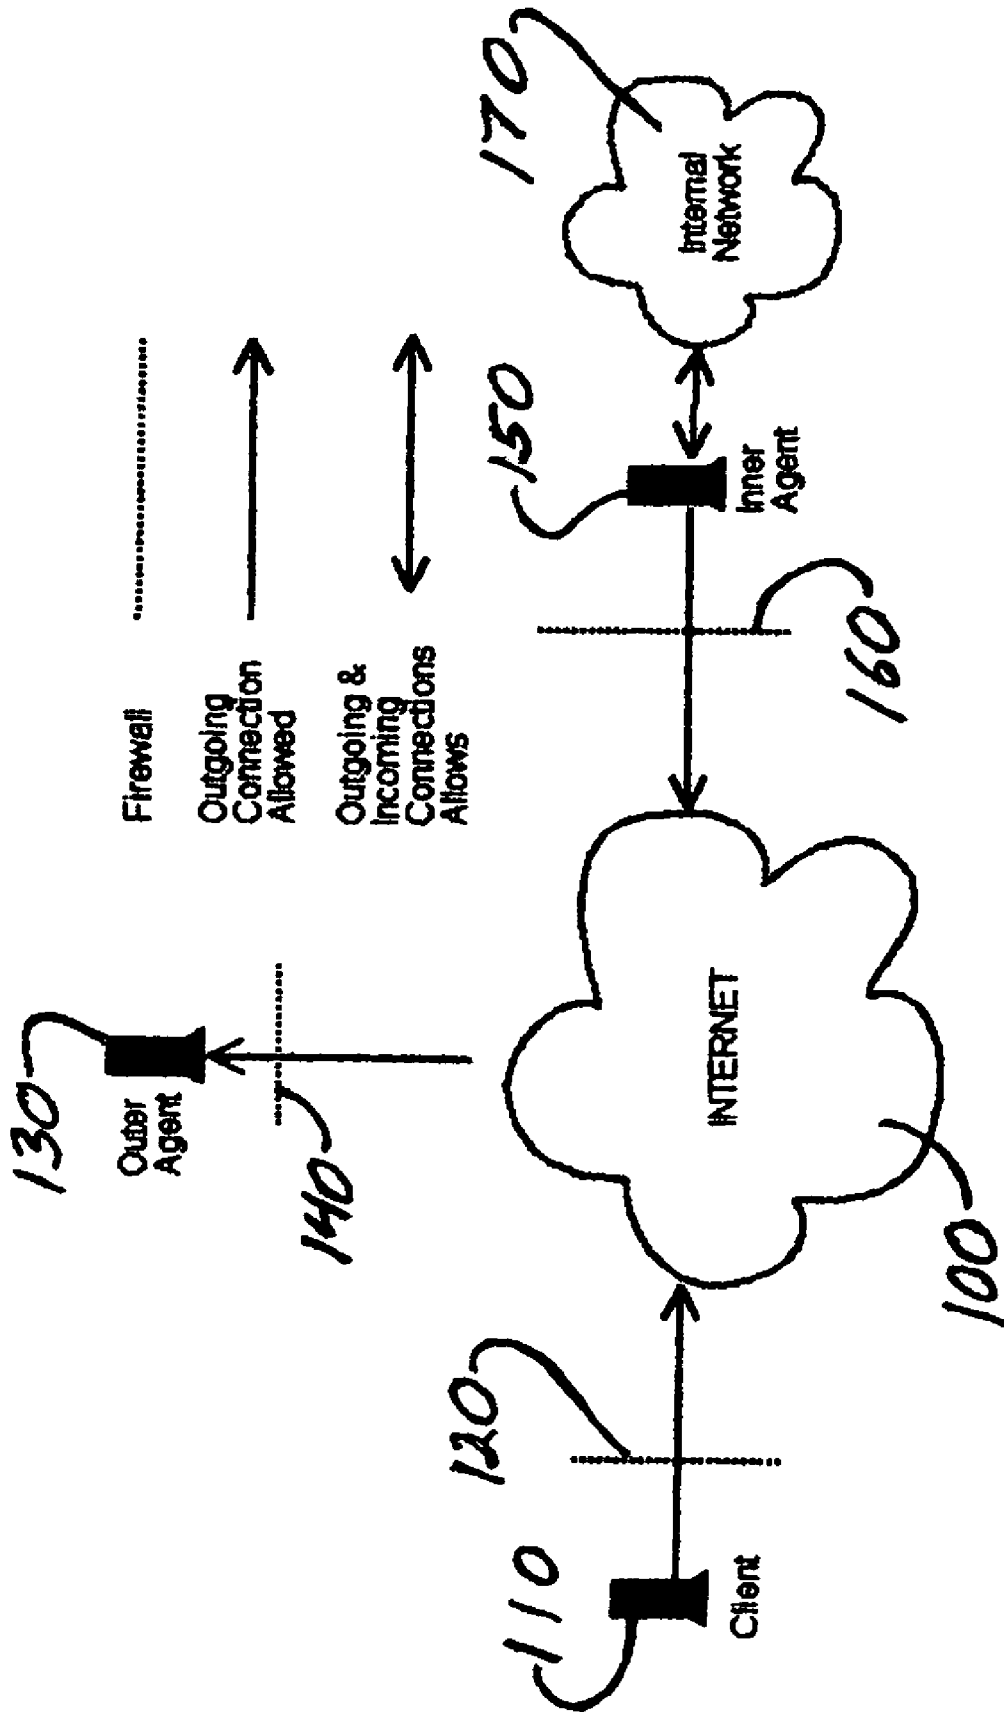 130
Outer
Agent
140
Firewall
Outgoing
Connection
Allowed
Outgoing &
Incoming
Connections
Allows
110
120
150
170
Client
INTERNET
Inner
Agent
Internal
Network
100
160